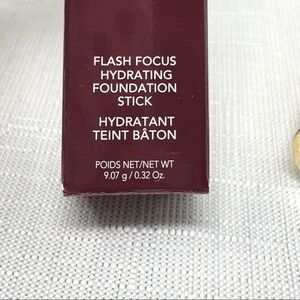 FLASH FOCUS
HYDRATING
FOUNDATION
STICK
HYDRATANT
TEINT BÂTON
POIDS NET/NET WT
9.07 g / 0.32 Oz.